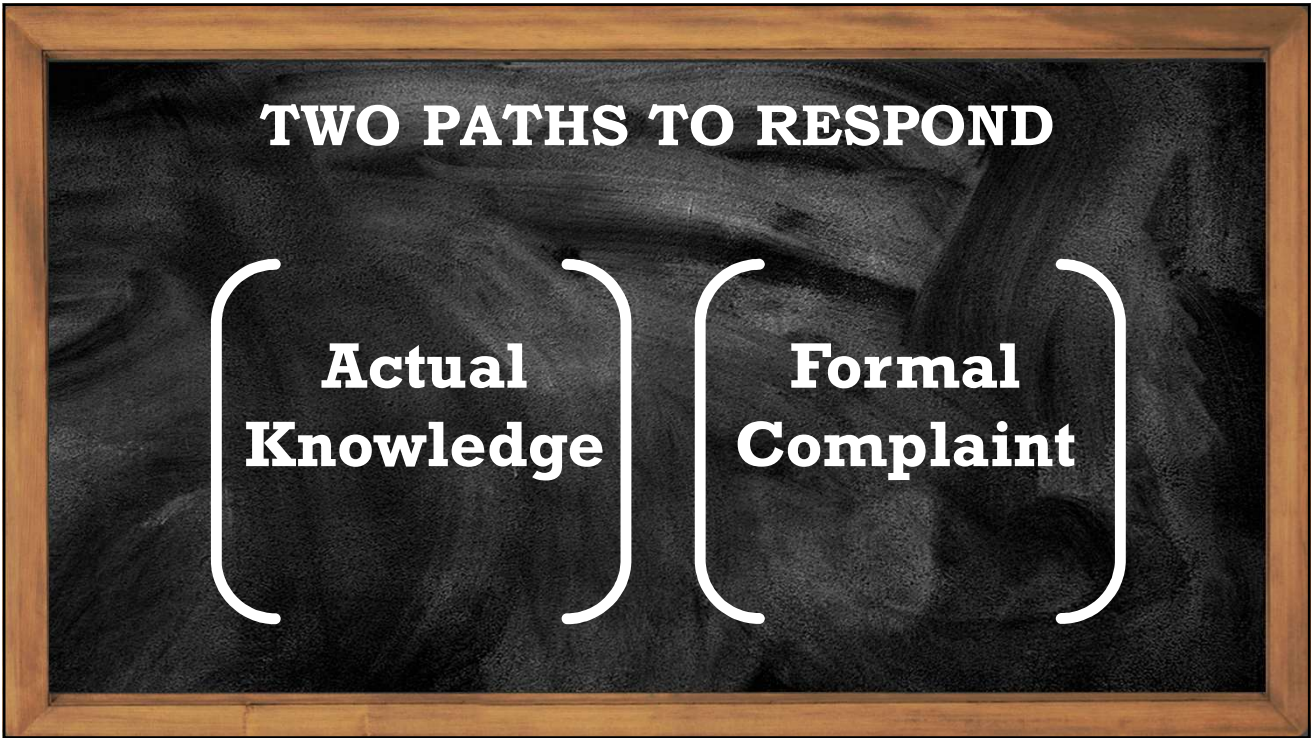 TWO PATHS TO RESPOND
Actual
Knowledge
Formal
Complaint